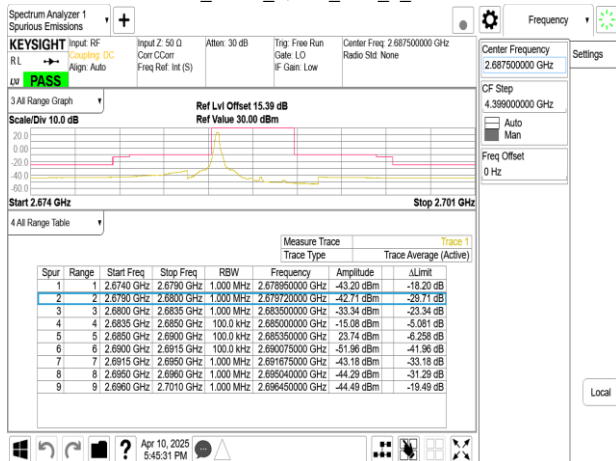 Spectrum Analyzer 1
Spurious Emissions
Frequency
KEYSIGHT Input: RF Input Z: 50 Ω Atten: 30 dB Trig: Free Run Center Freq: 2.687500000 GHz
RL Coupling: DC Corr CCorr Gate: LO Radio Std: None
Align: Auto Freq Ref: Int (S) IF Gain: Low
LXI PASS
Center Frequency
2.687500000 GHz
Settings
CF Step
4.399000000 GHz
Auto
Man
Freq Offset
0 Hz
3 All Range Graph
Ref Lvl Offset 15.39 dB
Scale/Div 10.0 dB Ref Value 30.00 dBm
20.0
0.00
-20.0
-40.0
-60.0
Start 2.674 GHz Stop 2.701 GHz
4 All Range Table
Measure Trace Trace 1
Trace Type Trace Average (Active)
Spur Range Start Freq Stop Freq RBW Frequency Amplitude ΔLimit
1 1 2.6740 GHz 2.6790 GHz 1.000 MHz 2.678950000 GHz -43.20 dBm -18.20 dB
2 2 2.6790 GHz 2.6800 GHz 1.000 MHz 2.679720000 GHz -42.71 dBm -29.71 dB
3 3 2.6800 GHz 2.6835 GHz 1.000 MHz 2.683500000 GHz -33.34 dBm -23.34 dB
4 4 2.6835 GHz 2.6850 GHz 100.0 kHz 2.685000000 GHz -15.08 dBm -5.081 dB
5 5 2.6850 GHz 2.6900 GHz 100.0 kHz 2.685350000 GHz 23.74 dBm -6.258 dB
6 6 2.6900 GHz 2.6915 GHz 100.0 kHz 2.690075000 GHz -51.96 dBm -41.96 dB
7 7 2.6915 GHz 2.6950 GHz 1.000 MHz 2.691675000 GHz -43.18 dBm -33.18 dB
8 8 2.6950 GHz 2.6960 GHz 1.000 MHz 2.695040000 GHz -44.29 dBm -31.29 dB
9 9 2.6960 GHz 2.7010 GHz 1.000 MHz 2.696450000 GHz -44.49 dBm -19.49 dB
Local
Apr 10, 2025
5:45:31 PM